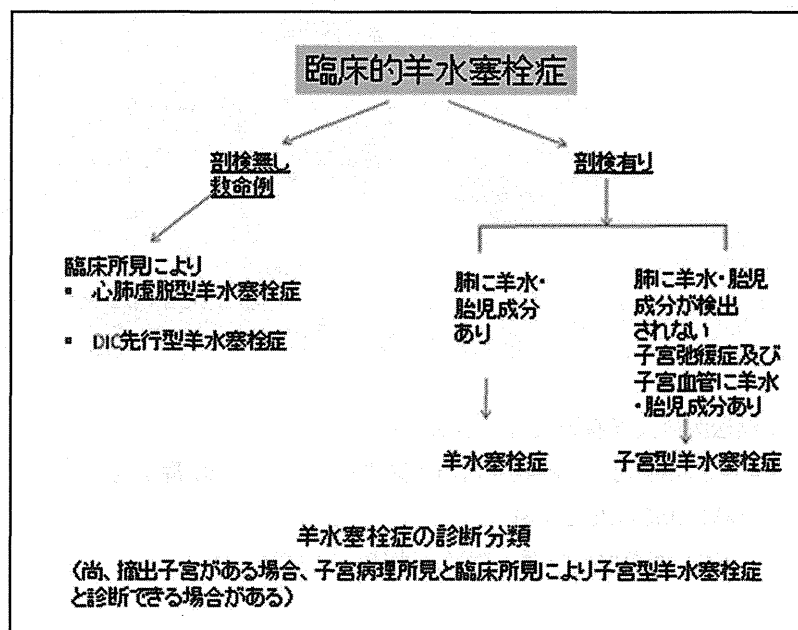 臨床的羊水塞栓症
剖検無し
救命例
剖検有り
臨床所見により
▪ 心肺虚脱型羊水塞栓症
▪ DIC先行型羊水塞栓症
肺に羊水・
胎児成分
あり
肺に羊水・胎児
成分が検出
されない
子宮弛緩症及び
子宮血管に羊水
・胎児成分あり
羊水塞栓症
子宮型羊水塞栓症
羊水塞栓症の診断分類
(尚、摘出子宮がある場合、子宮病理所見と臨床所見により子宮型羊水塞栓症
と診断できる場合がある)